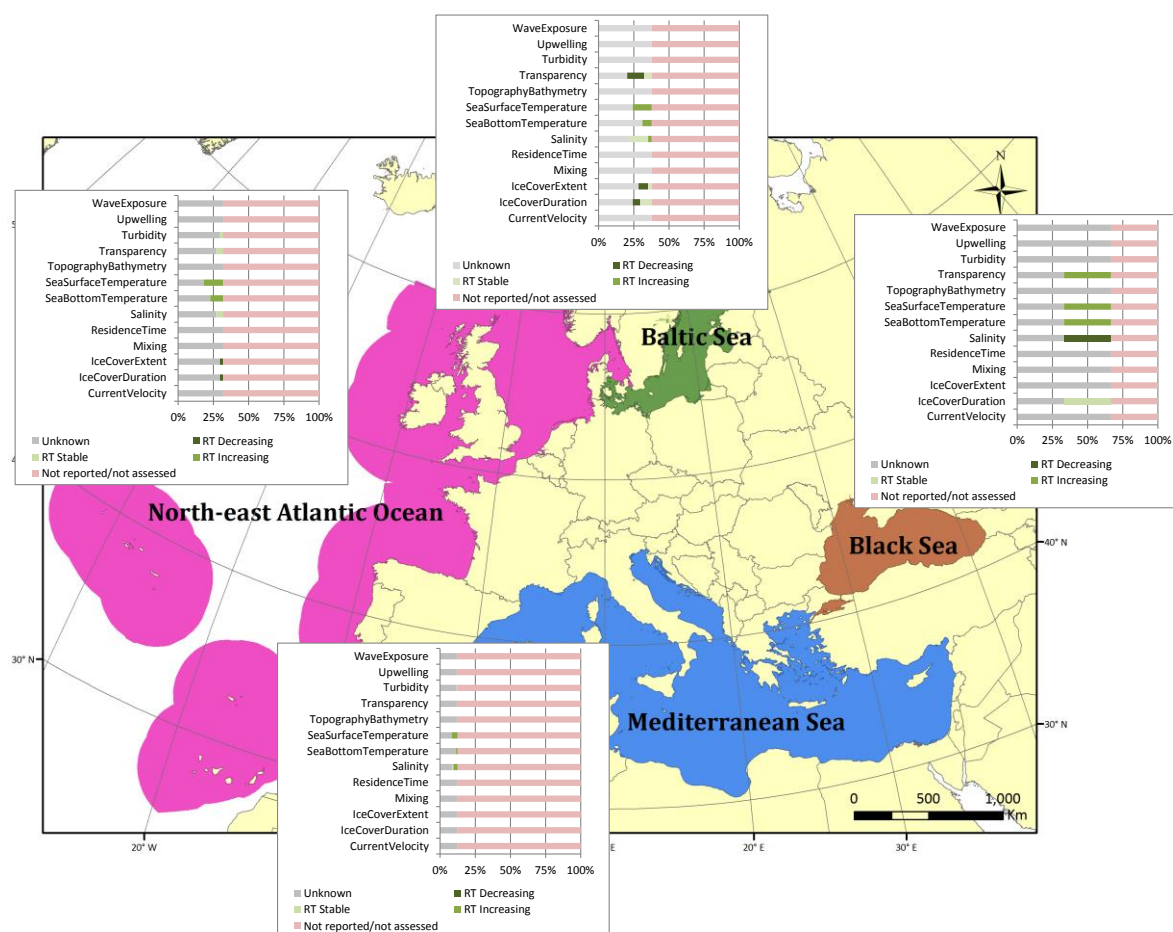 WaveExposure
Upwelling
Turbidity
Transparency
TopographyBathymetry
SeaSurfaceTemperature
SeaBottomTemperature
Salinity
ResidenceTime
Mixing
IceCoverExtent
IceCoverDuration
CurrentVelocity
0% 25% 50% 75% 100%
Unknown RT Decreasing
RT Stable RT Increasing
Not reported/not assessed
WaveExposure
Upwelling
Turbidity
Transparency
TopographyBathymetry
SeaSurfaceTemperature
SeaBottomTemperature
Salinity
ResidenceTime
Mixing
IceCoverExtent
IceCoverDuration
CurrentVelocity
0% 25% 50% 75% 100%
Unknown RT Decreasing
RT Stable RT Increasing
Not reported/not assessed
N
WaveExposure
Upwelling
Turbidity
Transparency
TopographyBathymetry
SeaSurfaceTemperature
SeaBottomTemperature
Salinity
ResidenceTime
Mixing
IceCoverExtent
IceCoverDuration
CurrentVelocity
0% 25% 50% 75% 100%
Unknown RT Decreasing
RT Stable RT Increasing
Not reported/not assessed
Baltic Sea
North-east Atlantic Ocean
Black Sea
40° N
Mediterranean Sea
30° N
30° N
WaveExposure
Upwelling
Turbidity
Transparency
TopographyBathymetry
SeaSurfaceTemperature
SeaBottomTemperature
Salinity
ResidenceTime
Mixing
IceCoverExtent
IceCoverDuration
CurrentVelocity
0% 25% 50% 75% 100%
Unknown RT Decreasing
RT Stable RT Increasing
Not reported/not assessed
0 500 1,000
Km
20° W 20° E 30° E